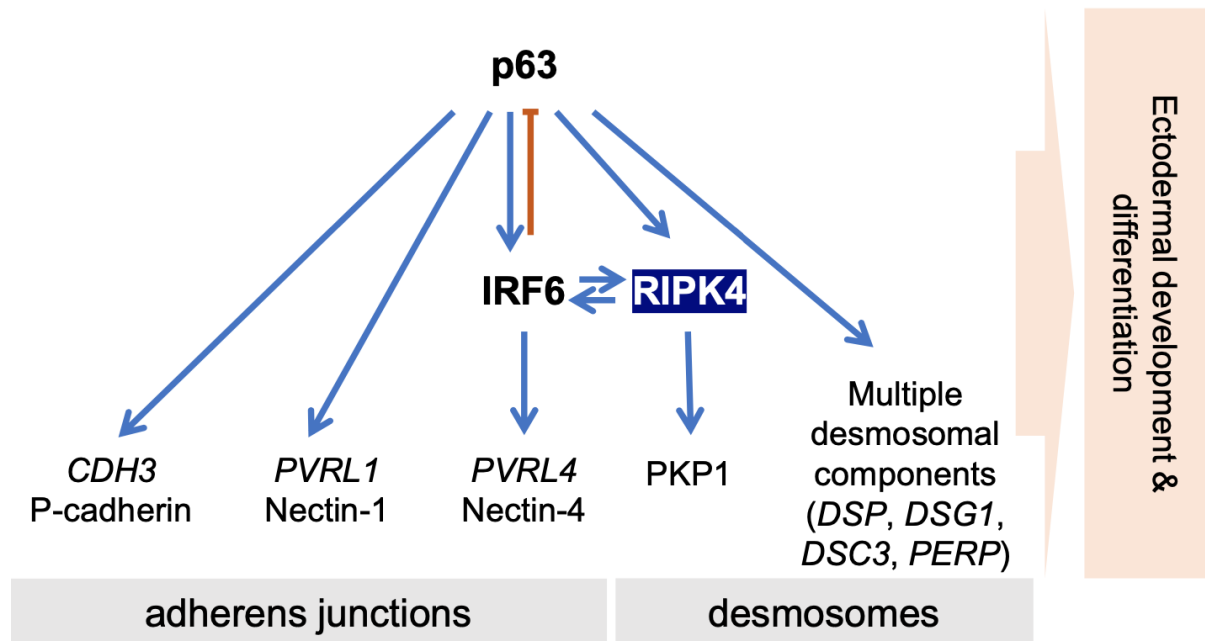 p63
IRF6
RIPK4
CDH3
P-cadherin
PVRL1
Nectin-1
PVRL4
Nectin-4
PKP1
Multiple
desmosomal
components
(DSP, DSG1,
DSC3, PERP)
adherens junctions
desmosomes
Ectodermal development &
differentiation